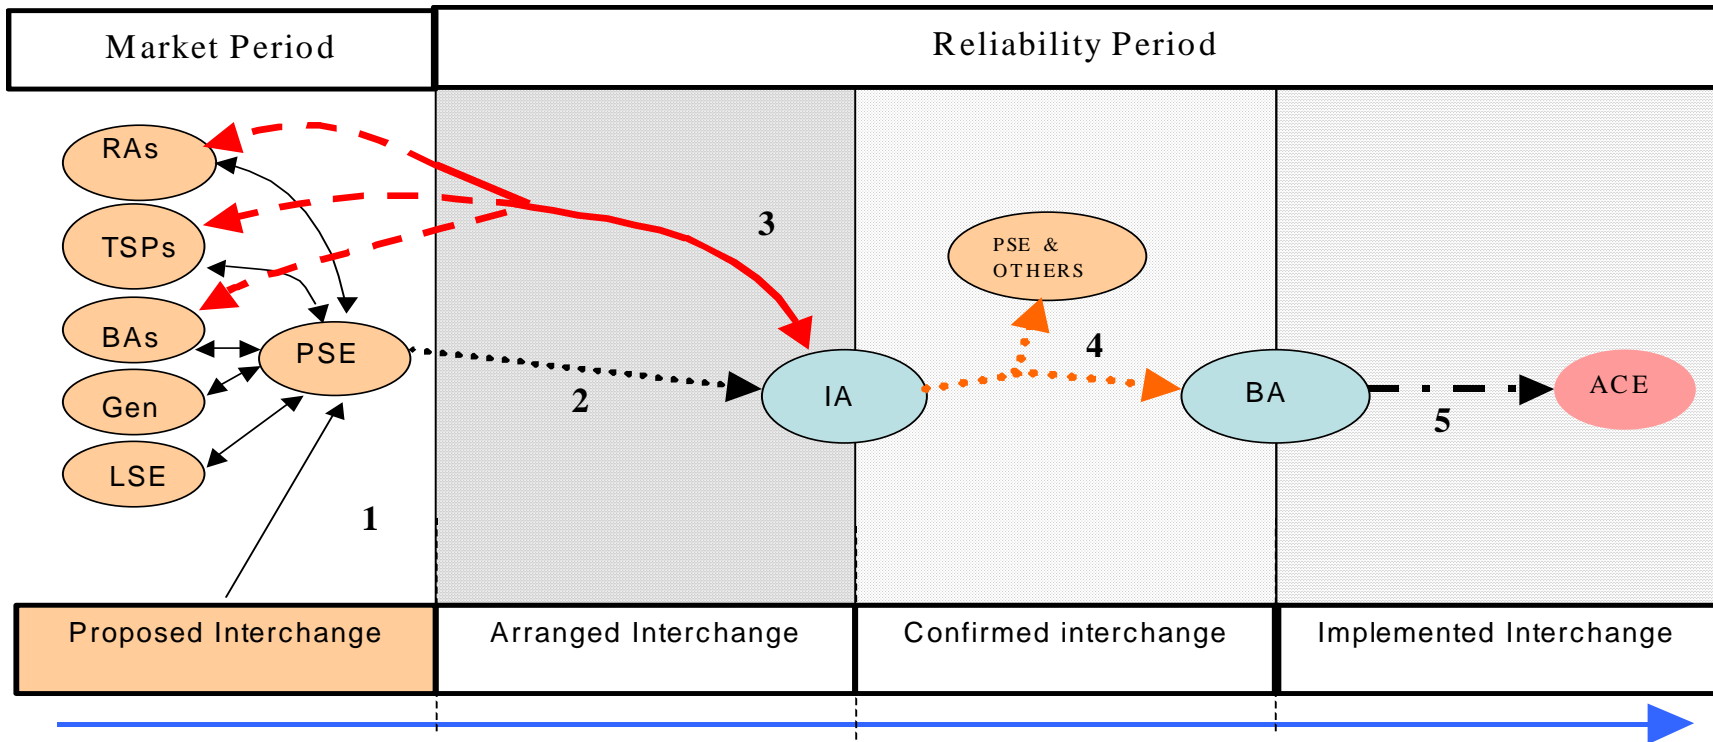 Market Period
Reliability Period
RAs
TSPs
BAs
Gen
LSE
PSE
1
2
3
IA
PSE &
OTHERS
4
BA
5
ACE
Proposed Interchange
Arranged Interchange
Confirmed interchange
Implemented Interchange